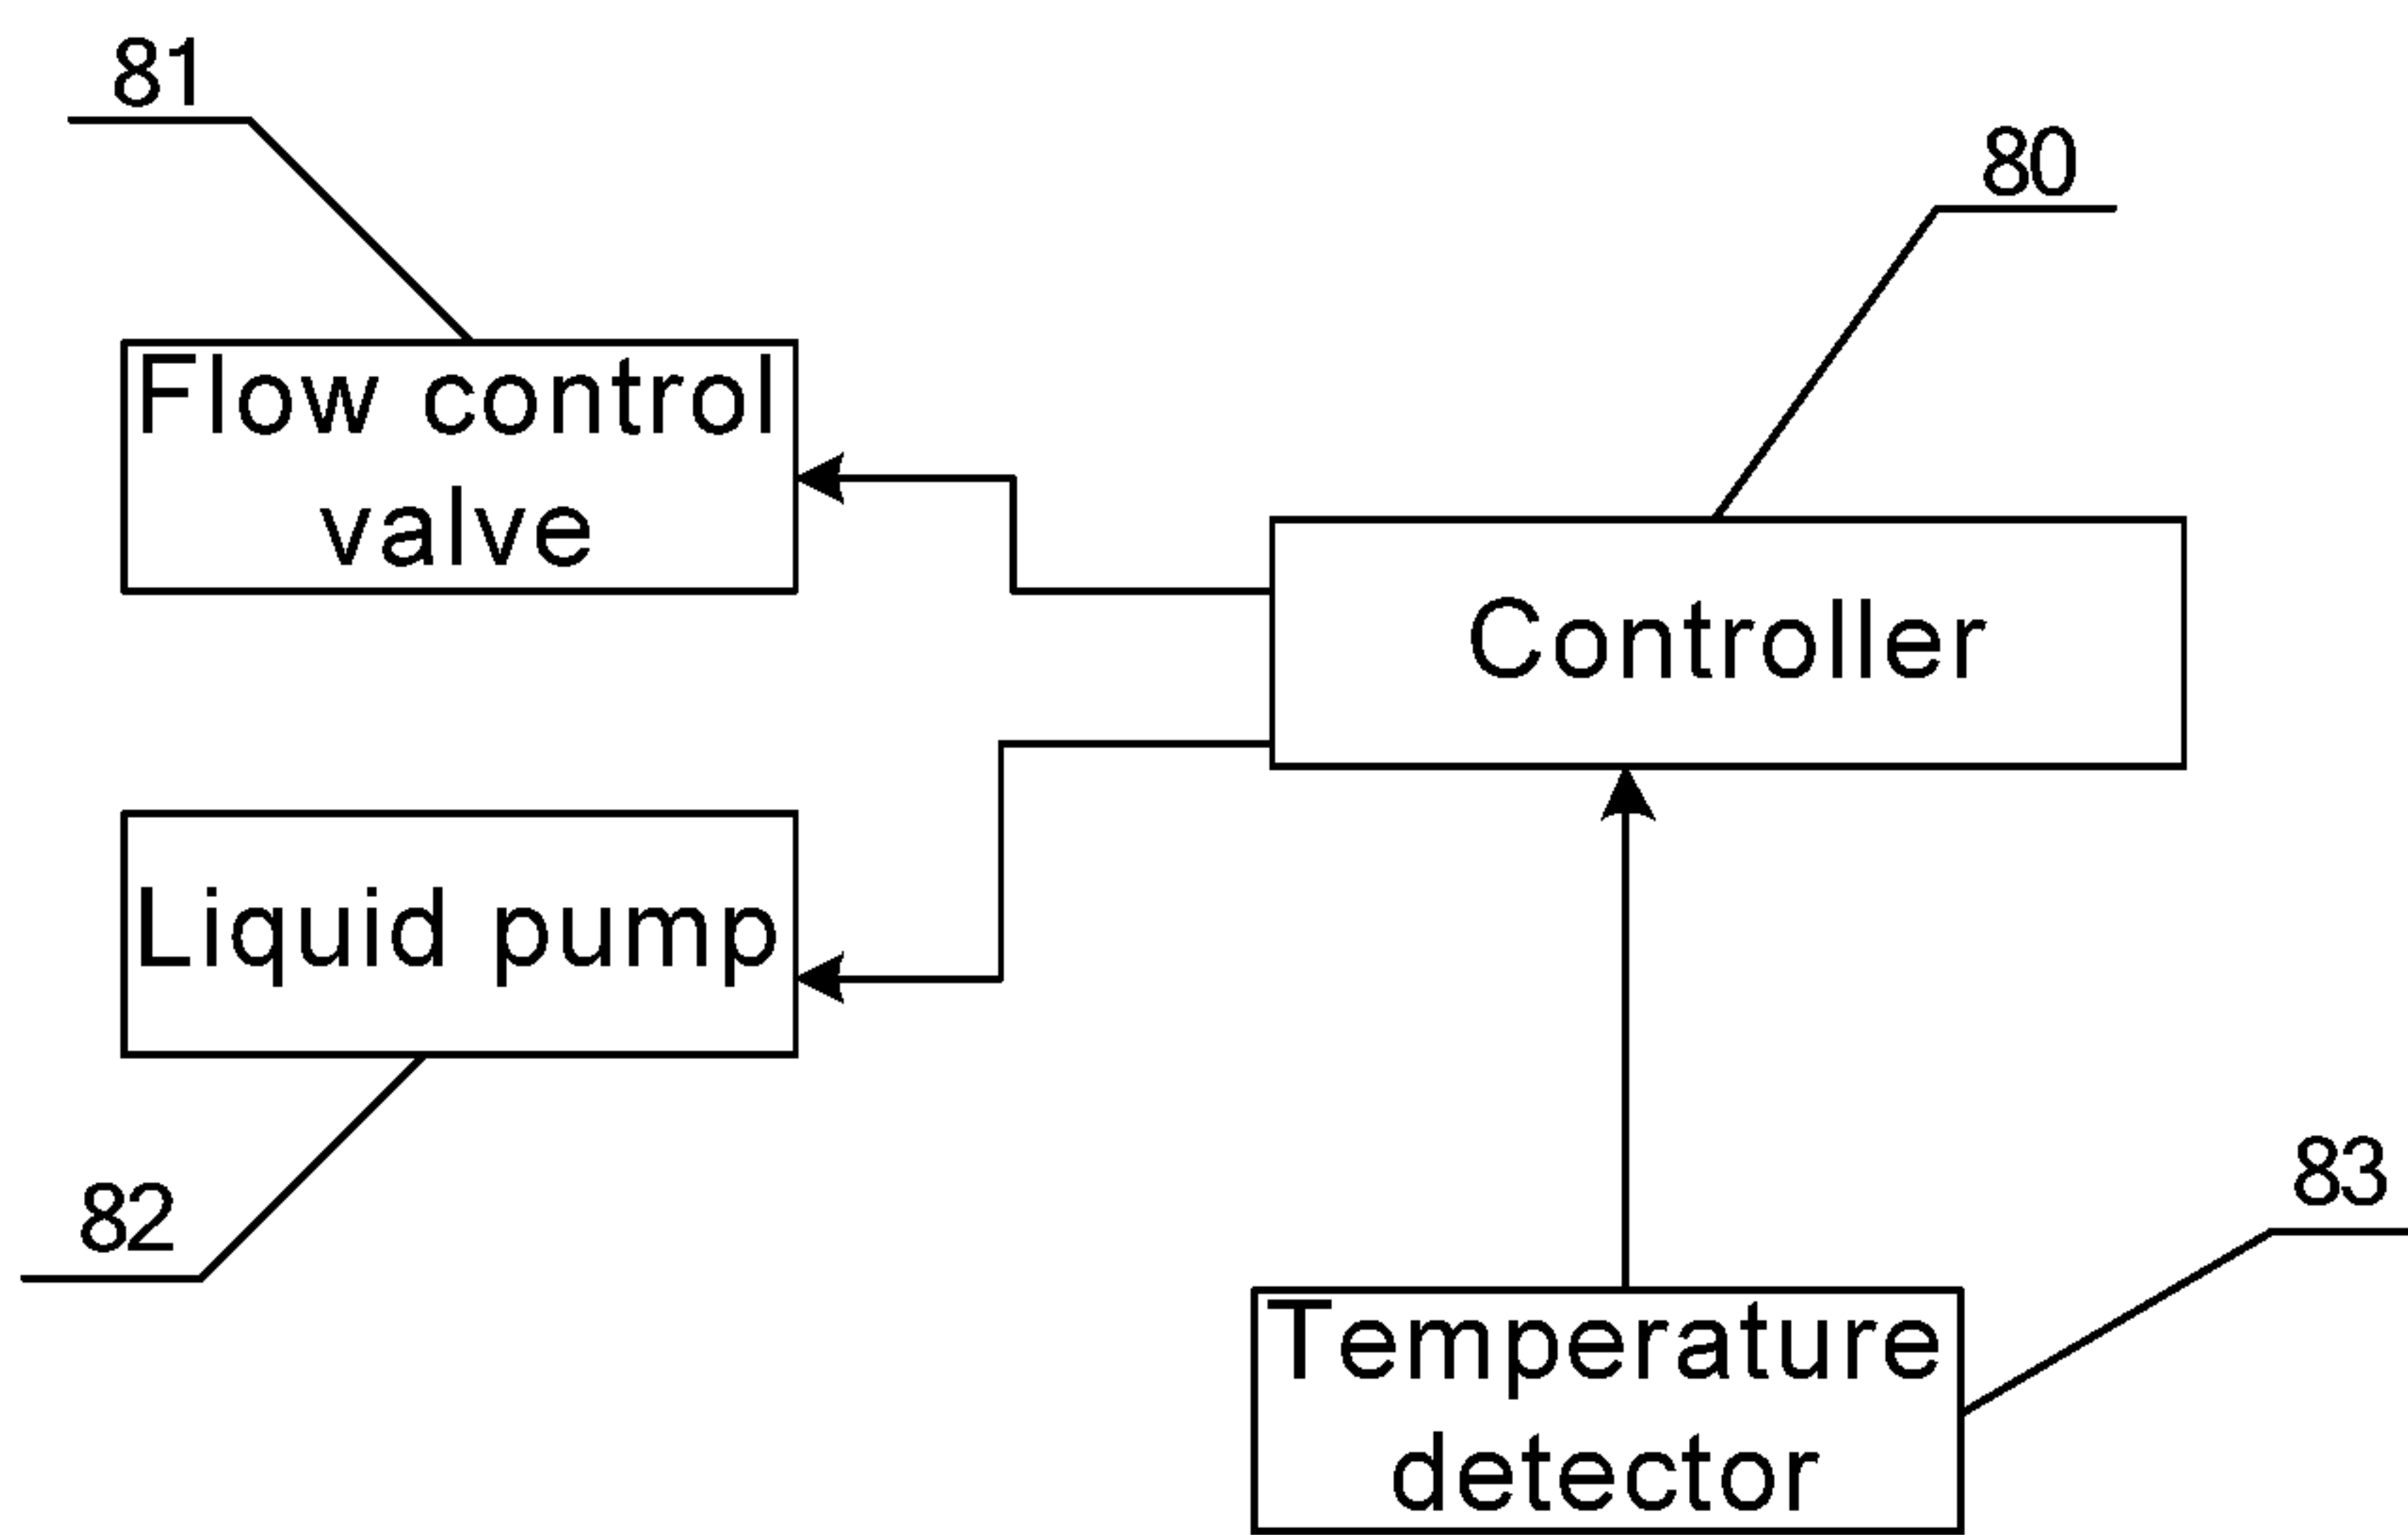 81
80
Flow control
valve
Controller
Liquid pump
82
83
Temperature
detector